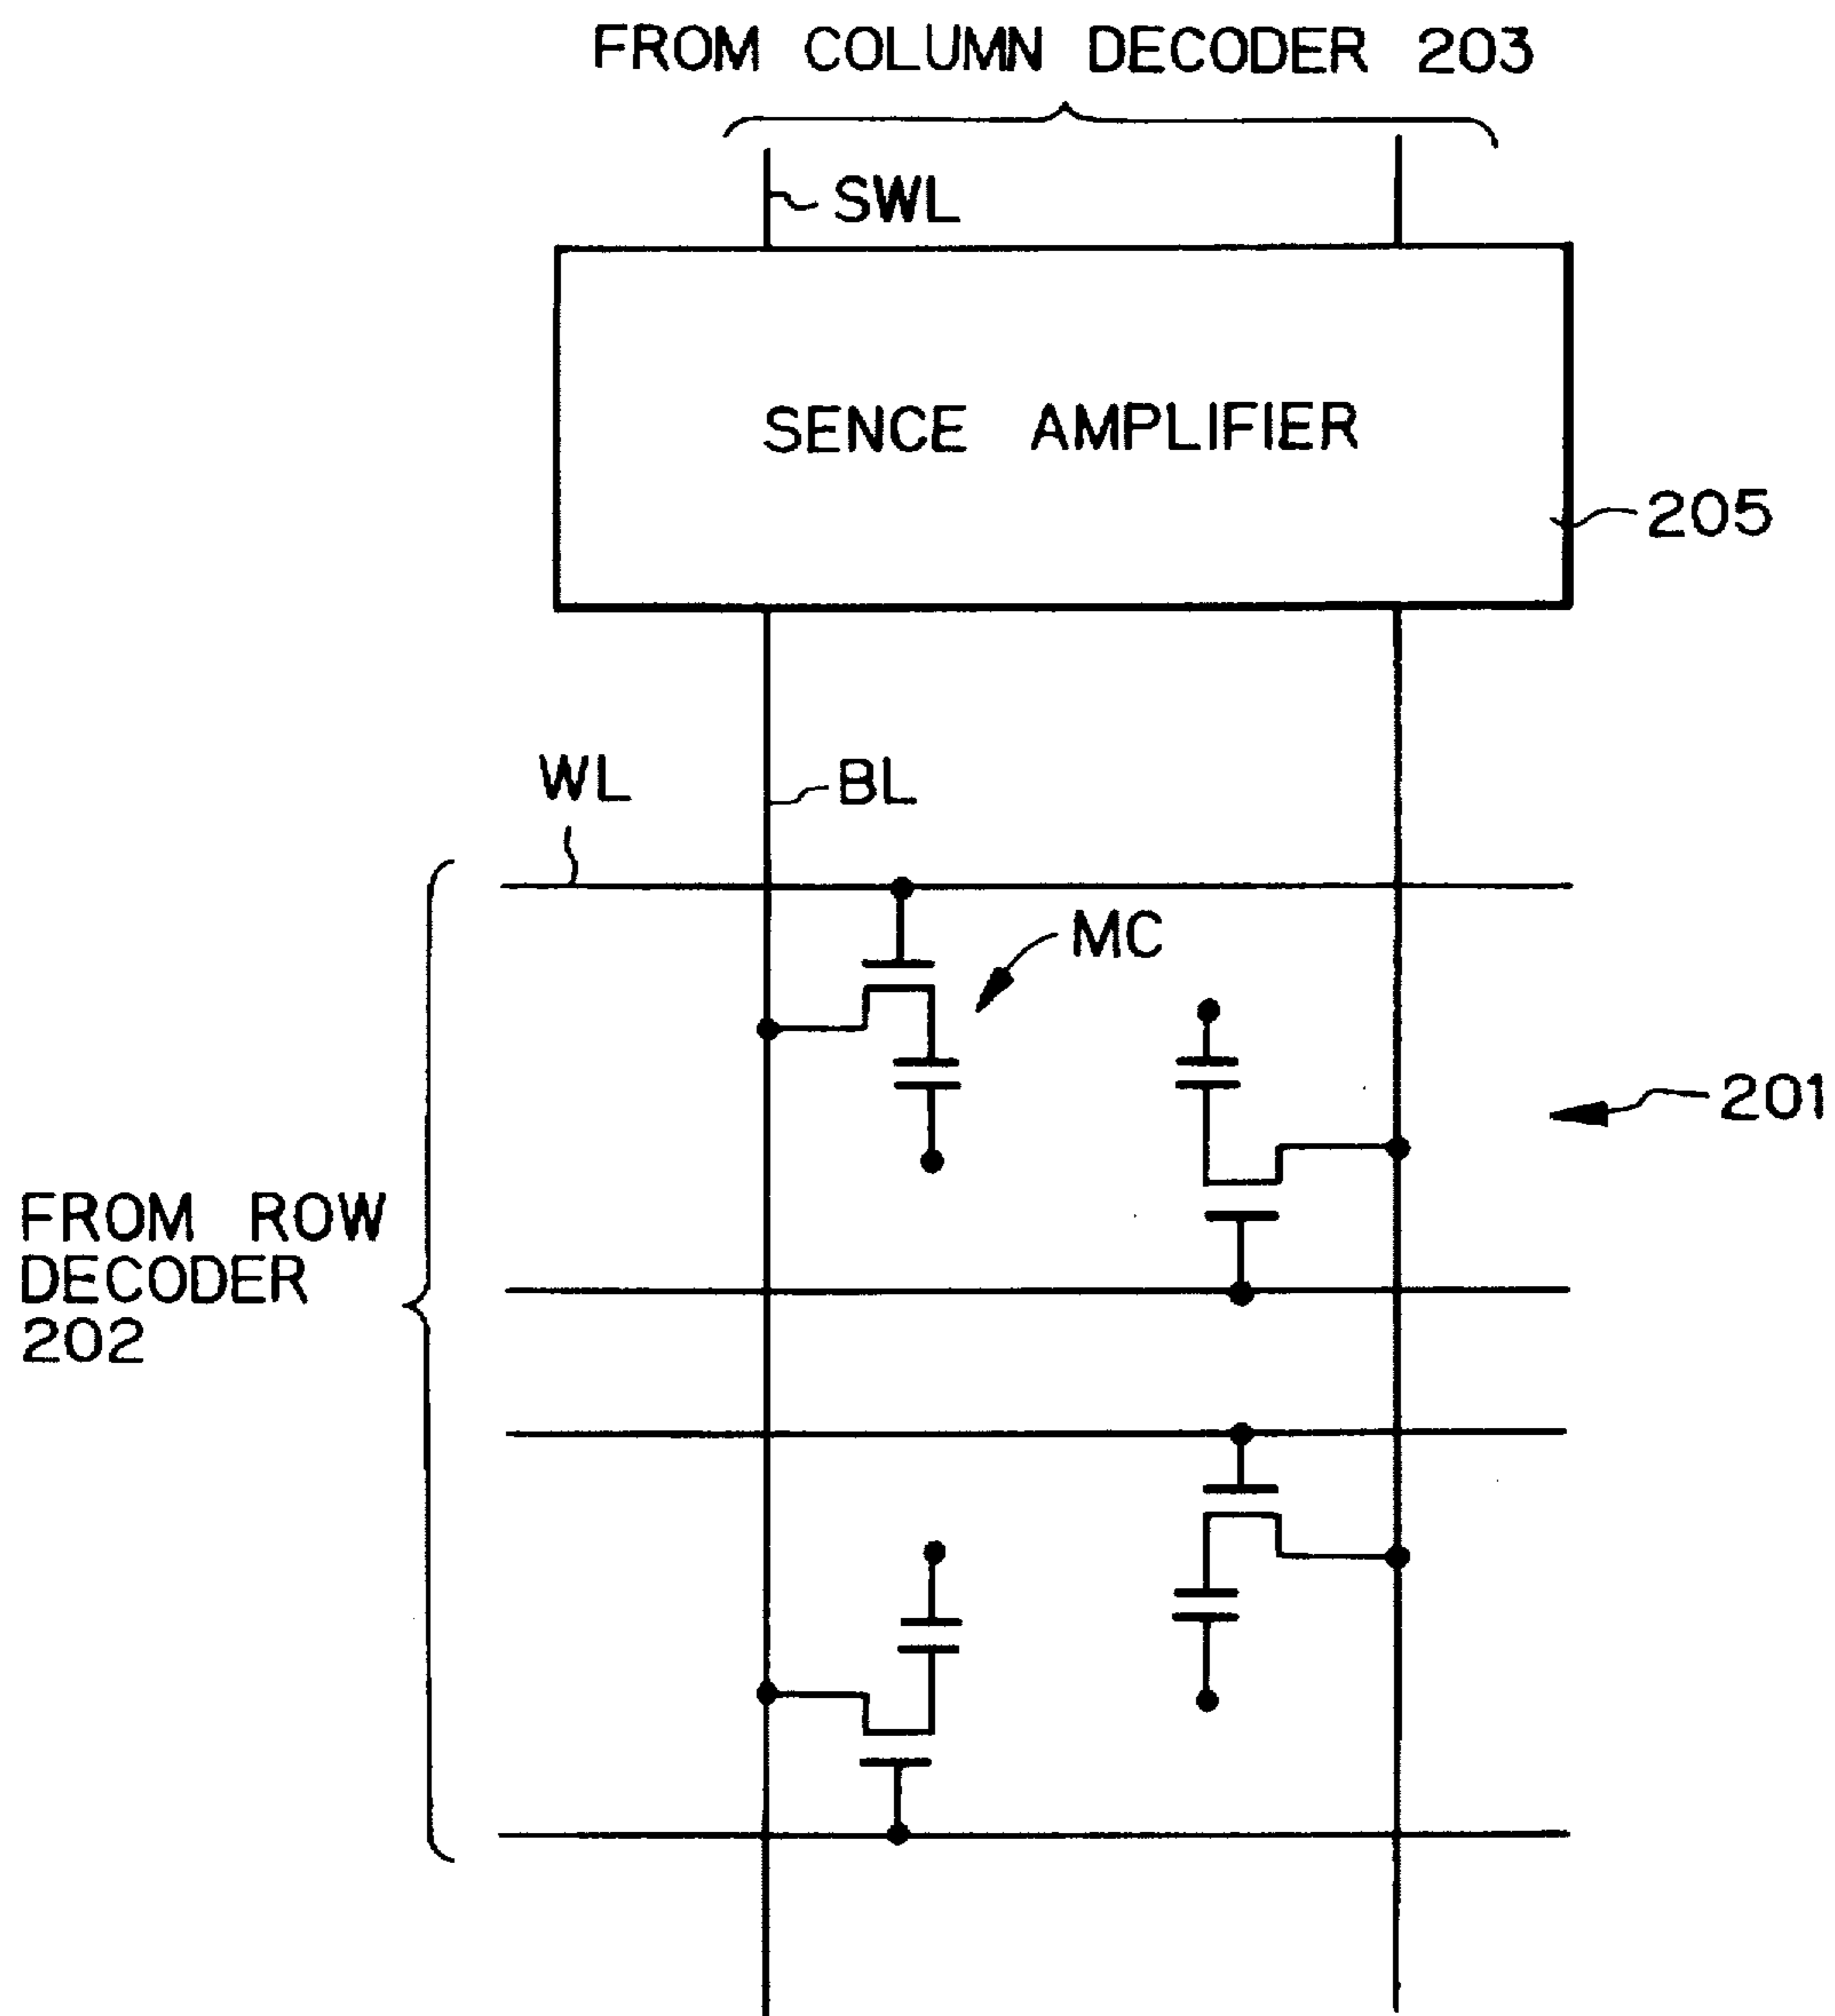 FROM COLUMN DECODER 203
SWL
SENCE AMPLIFIER
205
WL
BL
MC
201
FROM ROW
DECODER
202